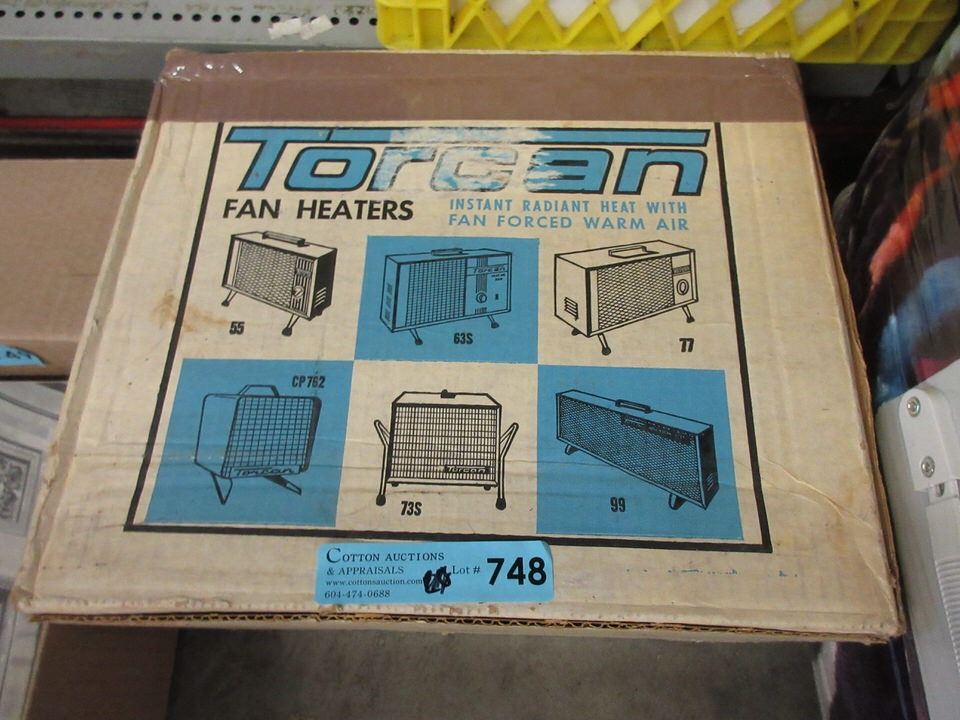 Torcan
FAN HEATERS
INSTANT RADIANT HEAT WITH
FAN FORCED WARM AIR
55
Torcan
63S
77
CP762
Torcan
Torcan
73S
99
COTTON AUCTIONS
& APPRAISALS
www.cottonsauction.com
604-474-0688
Lot # 748